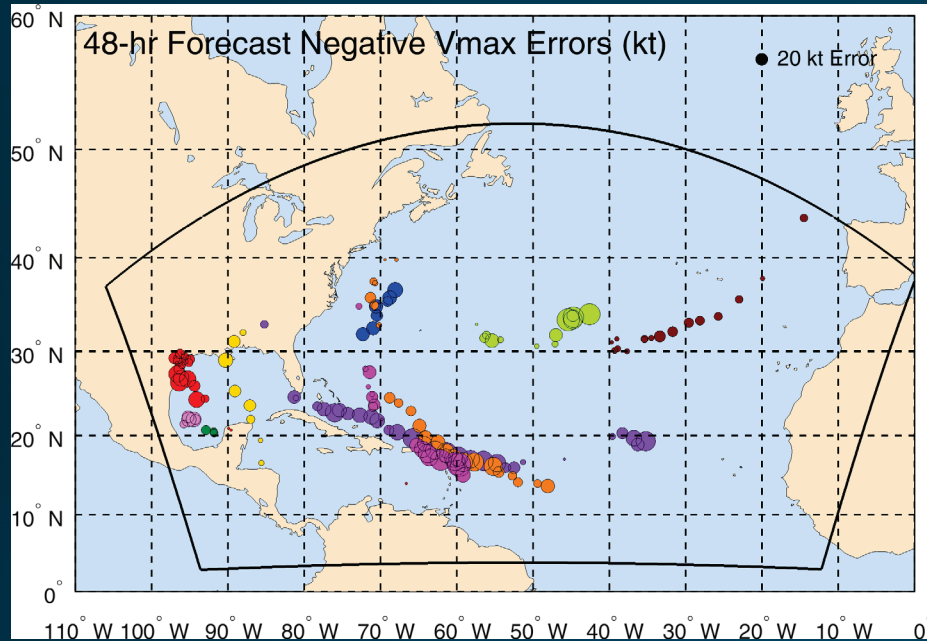 60° N
48-hr Forecast Negative Vmax Errors (kt)
20 kt Error
50° N
40° N
30° N
20° N
10° N
0°
110° W 100° W 90° W 80° W 70° W 60° W 50° W 40° W 30° W 20° W 10° W 0°